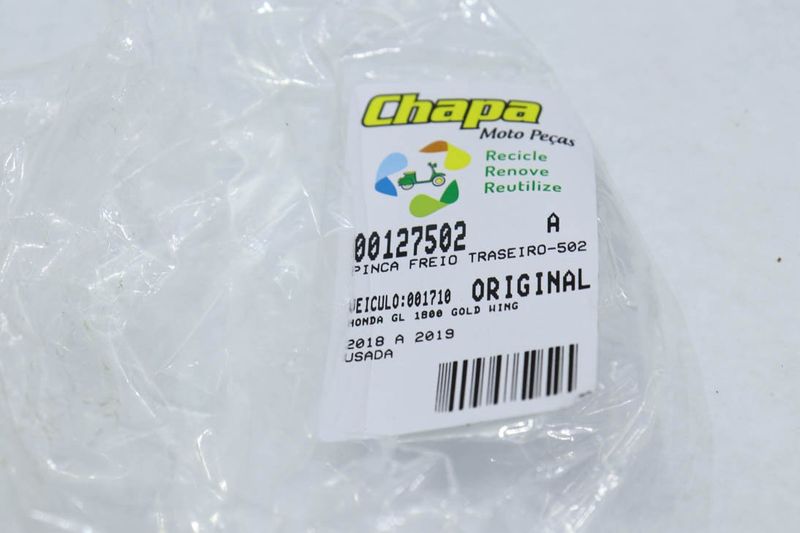 Chapa
Moto Peças
Recicle
Renove
Reutilize
00127502 A
PINCA FREIO TRASEIRO-502
VEICULO:001710 ORIGINAL
HONDA GL 1800 GOLD WING
2018 A 2019
USADA